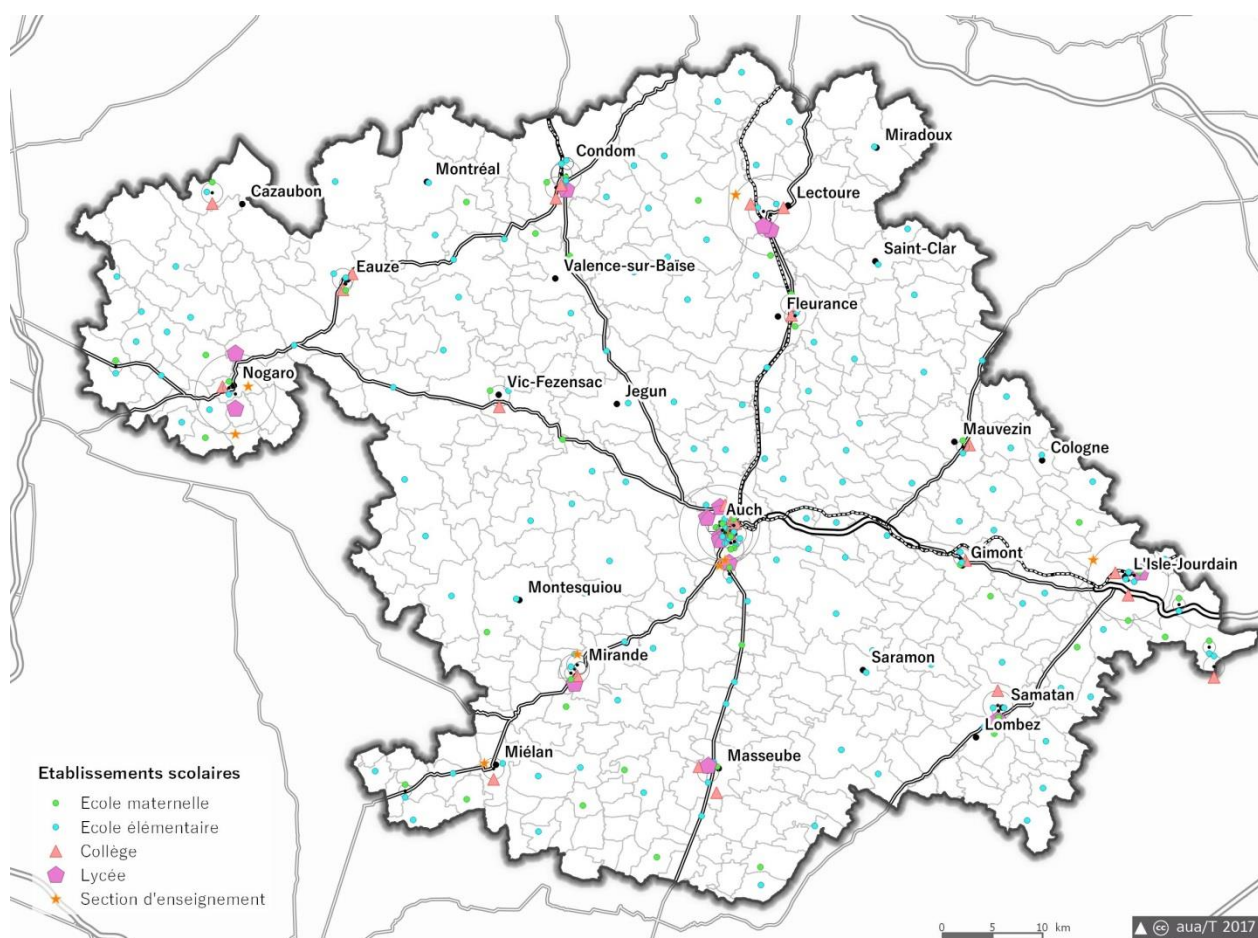 Condom
Miradoux
Montréal
Cazaubon
Lectoure
Saint-Clar
Eauze
Valence-sur-Baïse
Fleurance
Nogaro
Vic-Fezensac
Jegun
Mauvezin
Cologne
Auch
Gimont
L'Isle-Jourdain
Montesquiou
Mirande
Saramon
Samatan
Lombez
Miélan
Masseube
Etablissements scolaires
Ecole maternelle
Ecole élémentaire
Collège
Lycée
Section d'enseignement
0 5 10 km
cc aua/T 2017